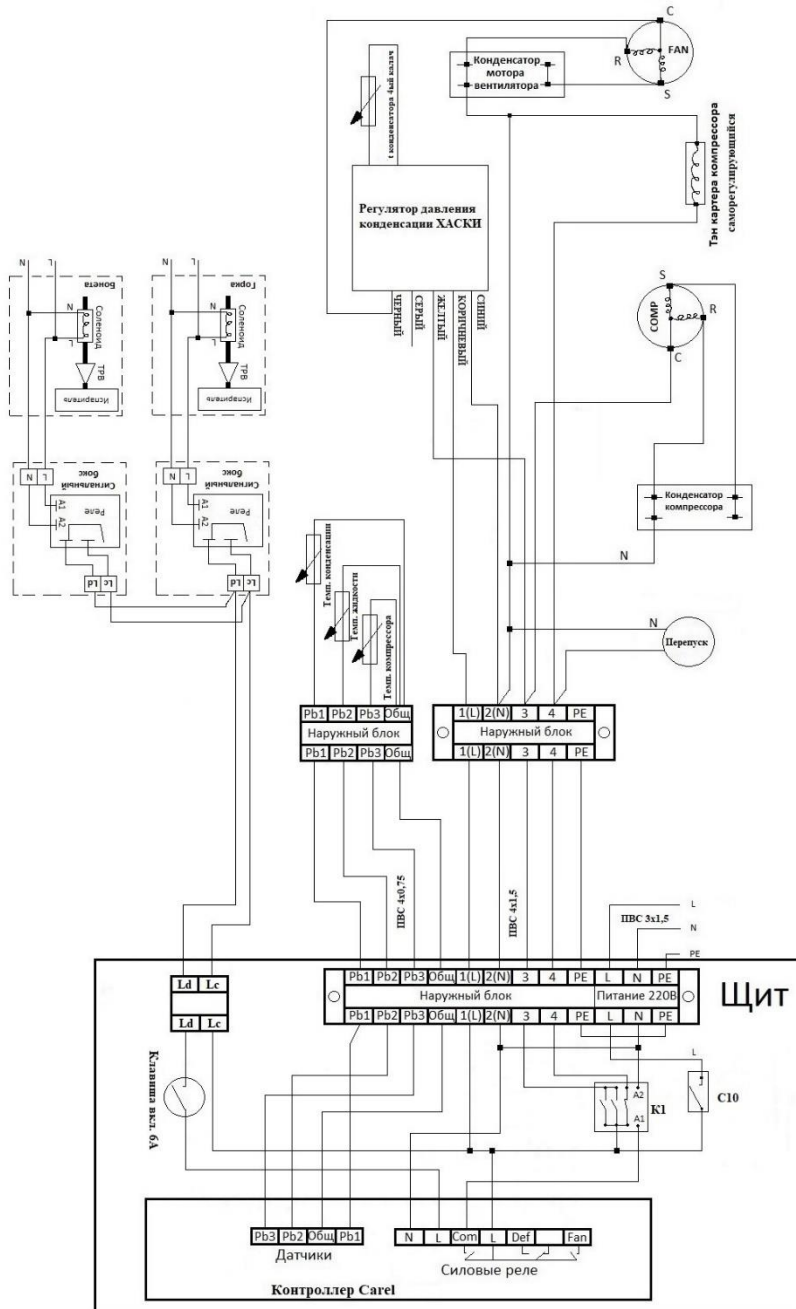 C
FAN
R
S
Конденсатор
мотора
вентилятора
t конденсатора 4ый калач
Тэн картера компрессора
саморегулирующийся
Регулятор давления
конденсации ХАСКИ
ЧЕРНЫЙ
СЕРЫЙ
ЖЕЛТЫЙ
КОРИЧНЕВЫЙ
СИНИЙ
S
COMP
R
C
Конденсатор
компрессора
N
N
Перепуск
N
L
Бонета
N
Соленоид
L
ТРВ
Испаритель
N
L
Горка
N
Соленоид
L
ТРВ
Испаритель
Сигнальный
бокс
N
L
A1
A2
Реле
Ld
Lc
Сигнальный
бокс
N
L
A1
A2
Реле
Ld
Lc
Темп. конденсации
Темп. жидкости
Темп. компрессора
Pb1 Pb2 Pb3 Общ
Наружный блок
Pb1 Pb2 Pb3 Общ
1(L) 2(N) 3 4 PE
Наружный блок
1(L) 2(N) 3 4 PE
ПВС 4х0,75
ПВС 4х1,5
ПВС 3х1,5
L
N
PE
Щит
Ld Lc
Ld Lc
Pb1 Pb2 Pb3 Общ 1(L) 2(N) 3 4 PE L N PE
Наружный блок Питание 220В
Pb1 Pb2 Pb3 Общ 1(L) 2(N) 3 4 PE L N PE
Клавиша вкл. 6А
L
A2
A1
K1
C10
Pb3 Pb2 Общ Pb1
Датчики
N L Com L Def Fan
Силовые реле
Контроллер Carel